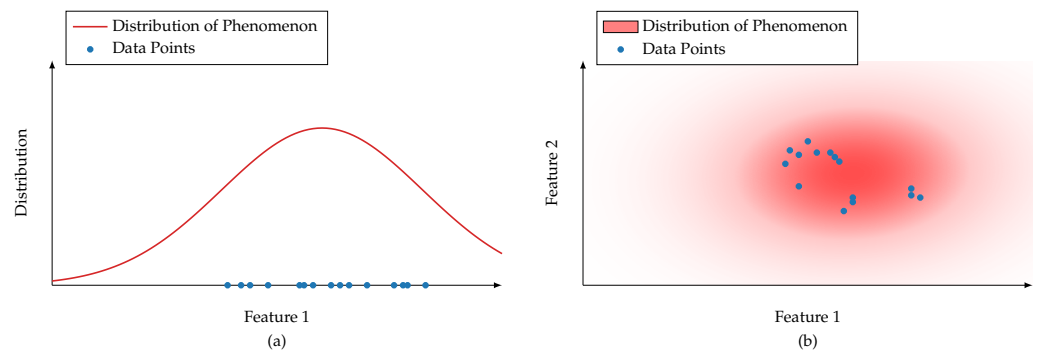 Distribution of Phenomenon
Data Points
Distribution
Feature 1
(a)
Distribution of Phenomenon
Data Points
Feature 2
Feature 1
(b)